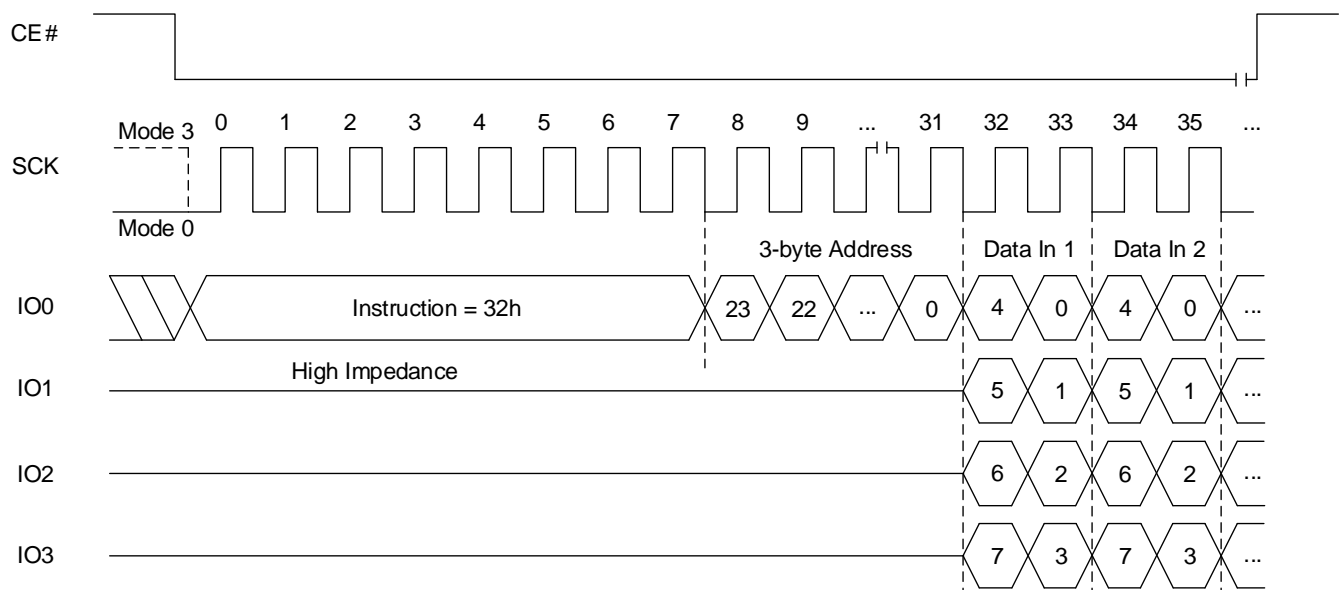 CE#
Mode 3 0 1 2 3 4 5 6 7 8 9 ... 31 32 33 34 35 ...
SCK
Mode 0
3-byte Address Data In 1 Data In 2
IO0 Instruction = 32h 23 22 ... 0 4 0 4 0 ...
High Impedance
IO1 5 1 5 1 ...
IO2 6 2 6 2 ...
IO3 7 3 7 3 ...